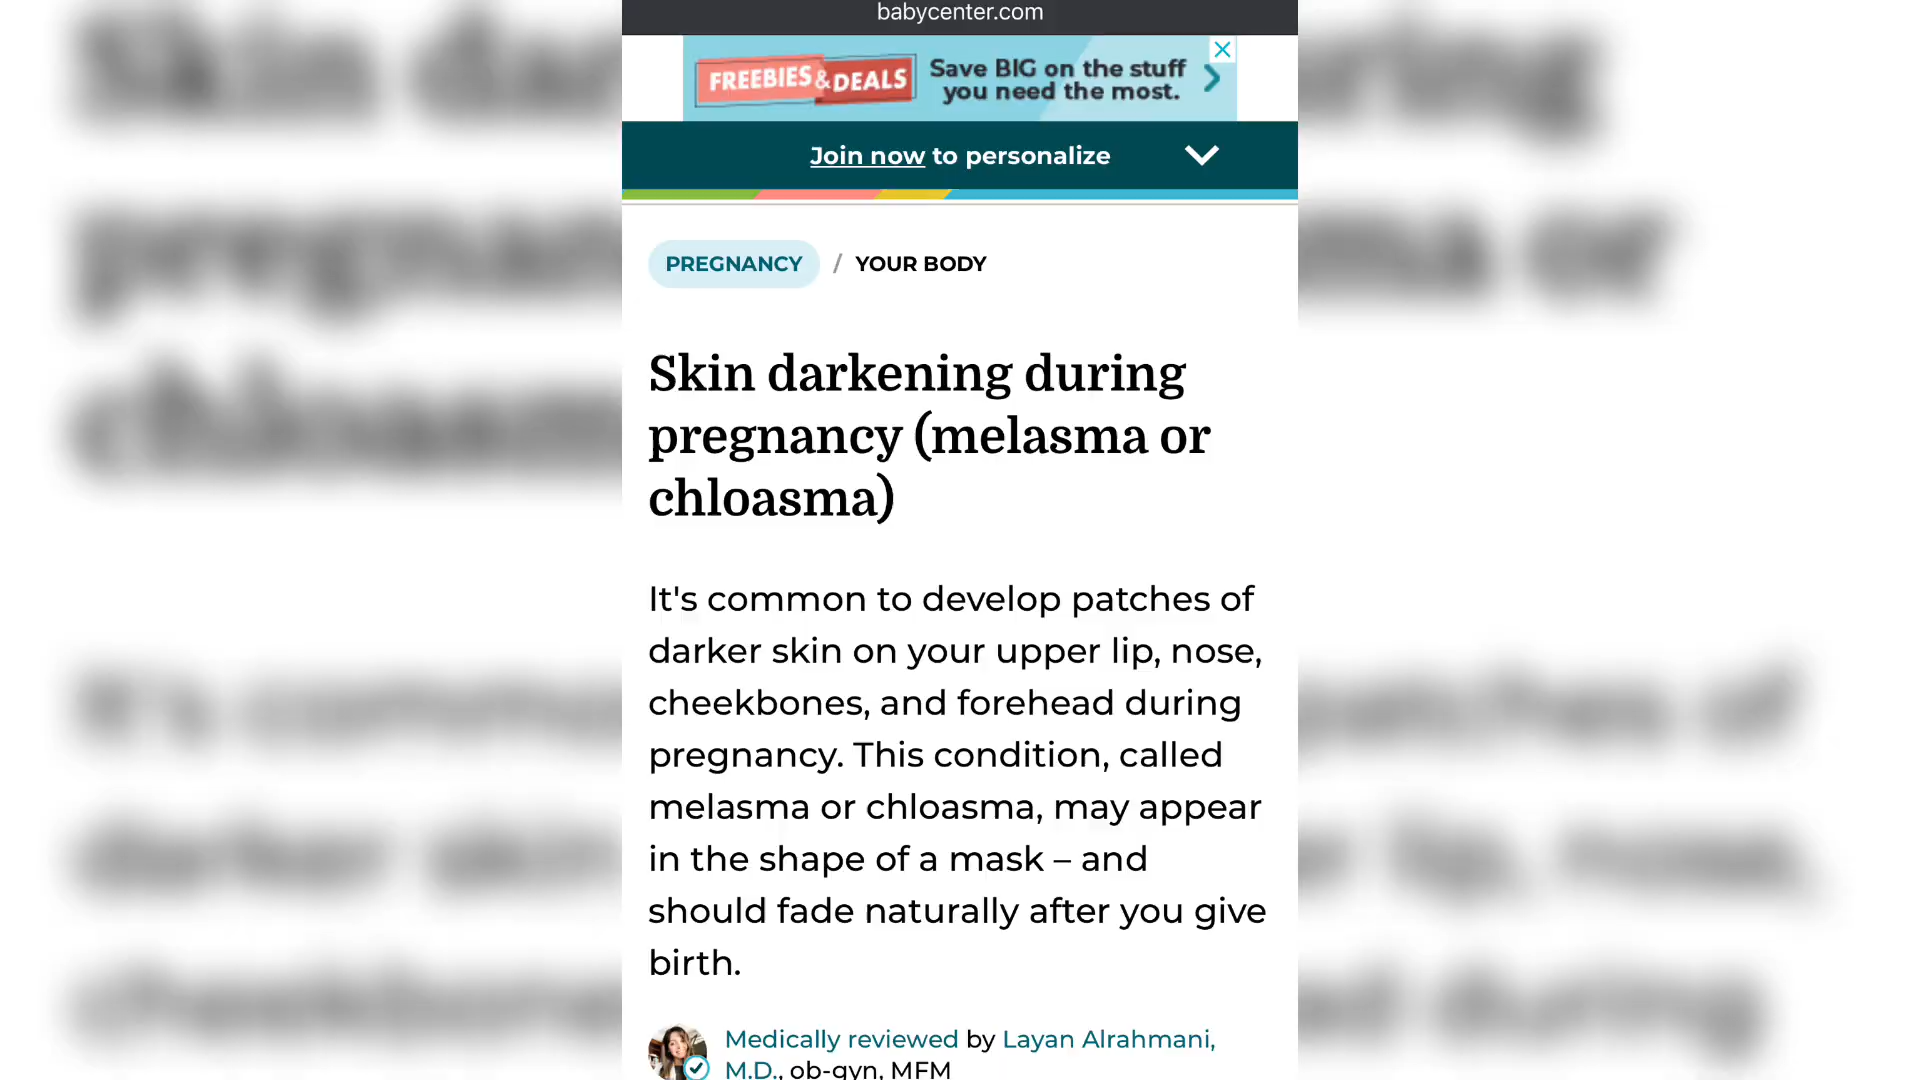 babycenter.com
FREEBIES & DEALS
Save BIG on the stuff
you need the most.
Join now to personalize
PREGNANCY / YOUR BODY
Skin darkening during
pregnancy (melasma or
chloasma)
It's common to develop patches of
darker skin on your upper lip, nose,
cheekbones, and forehead during
pregnancy. This condition, called
melasma or chloasma, may appear
in the shape of a mask – and
should fade naturally after you give
birth.
Medically reviewed by Layan Alrahmani,
M.D., ob-gyn, MFM